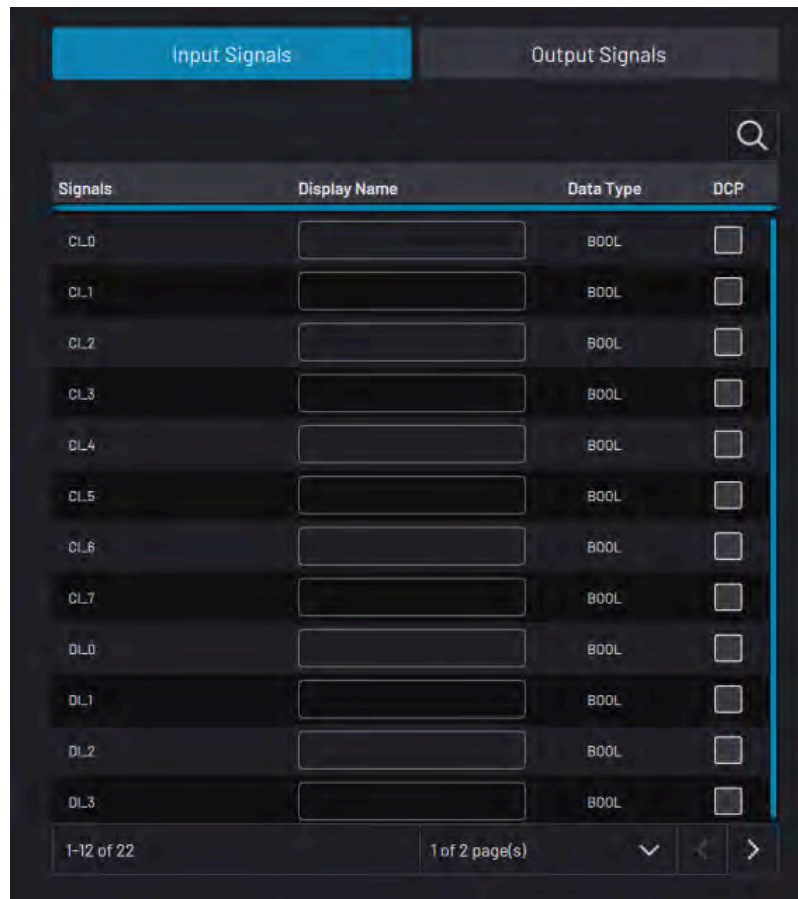 Input Signals Output Signals
Signals Display Name Data Type DCP
CI_0 BOOL
CI_1 BOOL
CI_2 BOOL
CI_3 BOOL
CI_4 BOOL
CI_5 BOOL
CI_6 BOOL
CI_7 BOOL
DI_0 BOOL
DI_1 BOOL
DI_2 BOOL
DI_3 BOOL
1-12 of 22 1 of 2 page(s)